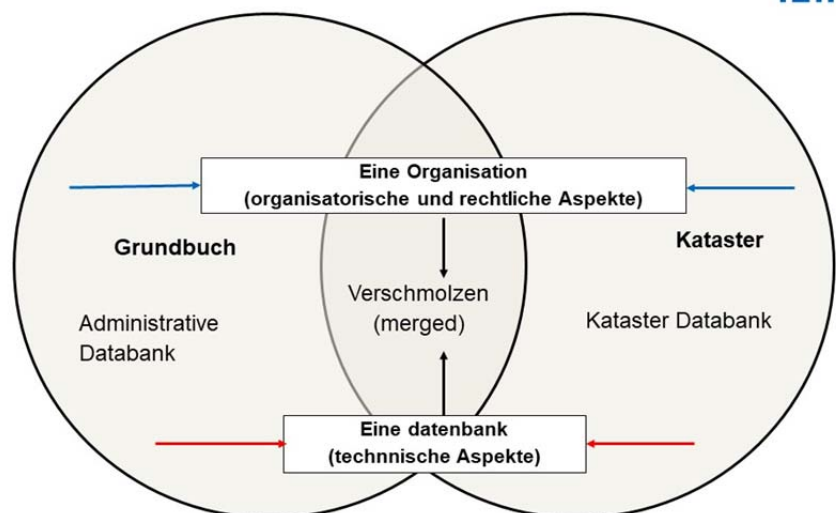 Eine Organisation
(organisatorische und rechtliche Aspekte)
Grundbuch
Kataster
Verschmolzen
(merged)
Administrative
Databank
Kataster Databank
Eine datenbank
(technnische Aspekte)